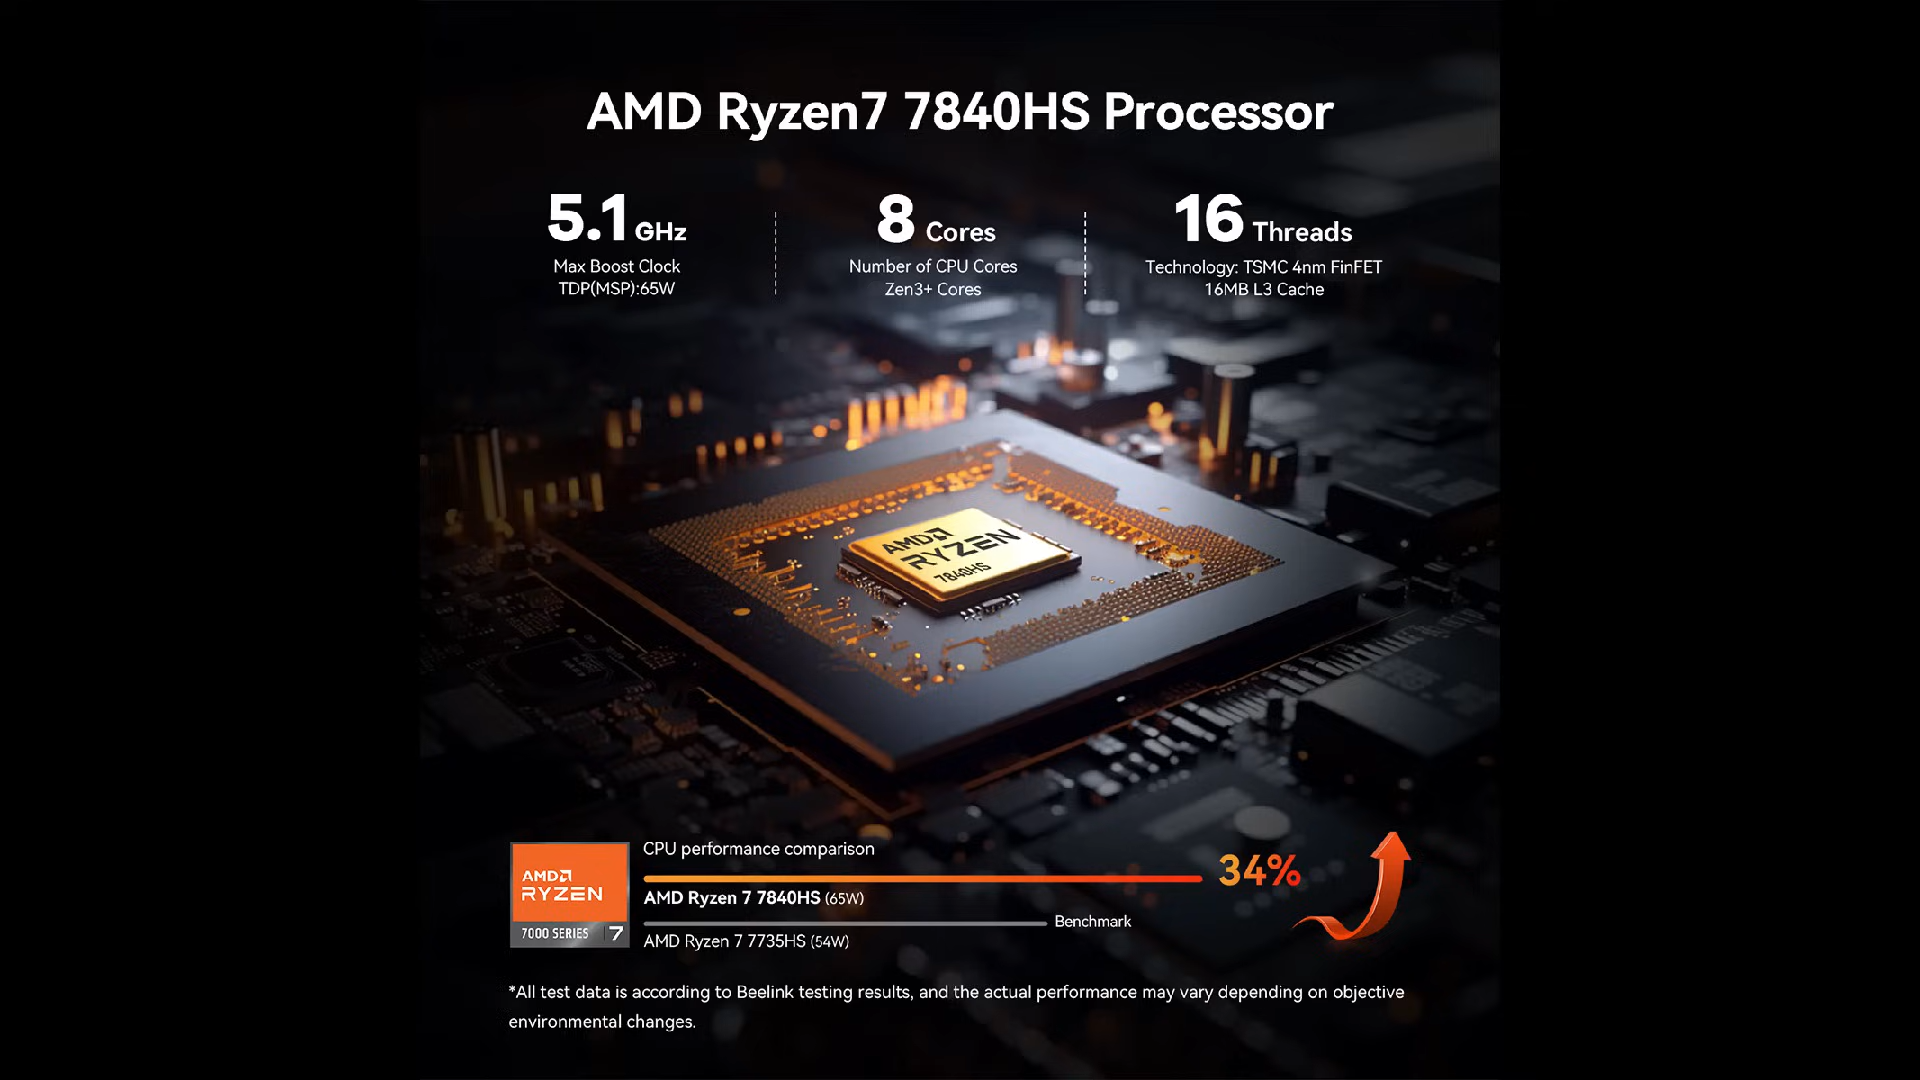 AMD Ryzen7 7840HS Processor
5.1 GHz
Max Boost Clock
TDP(MSP):65W
8 Cores
Number of CPU Cores
Zen3+ Cores
16 Threads
Technology: TSMC 4nm FinFET
16MB L3 Cache
AMD
RYZEN
7840HS
AMD
RYZEN
7000 SERIES 7
CPU performance comparison
34%
AMD Ryzen 7 7840HS (65W)
Benchmark
AMD Ryzen 7 7735HS (54W)
*All test data is according to Beelink testing results, and the actual performance may vary depending on objective
environmental changes.